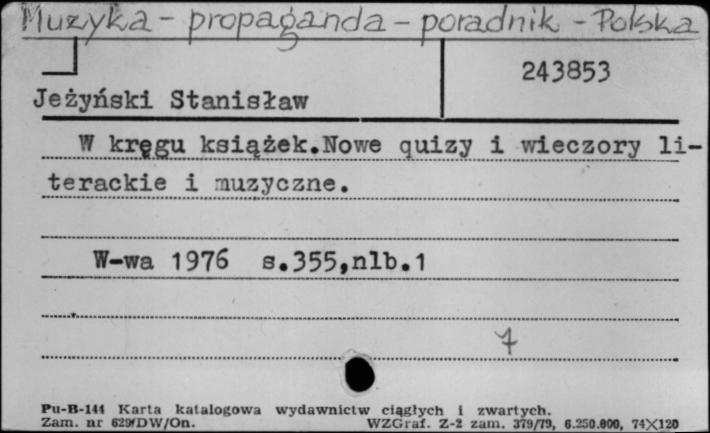 Muzyka - propaganda - poradnik - Polska
243853
Jeżyński Stanisław
W kręgu książek.Nowe quizy i wieczory li-
terackie i muzyczne.
W-wa 1976 s.355,nlb.1
7
Pu-B-144 Karta katalogowa wydawnictw ciągłych i zwartych.
Zam. nr 629/DW/On. WZGraf. Z-2 zam. 379/79, 6.250.000, 74X120